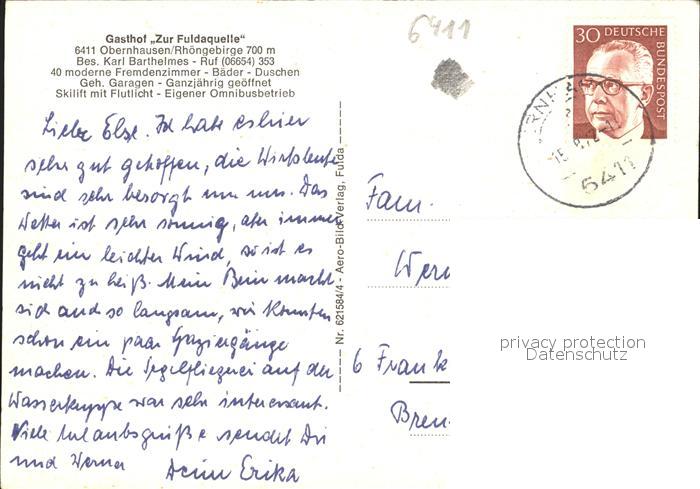 Gasthof „Zur Fuldaquelle"
6411 Obernhausen/Rhöngebirge 700 m
Bes. Karl Barthelmes - Ruf (06654) 353
40 moderne Fremdenzimmer - Bäder - Duschen
Geh. Garagen - Ganzjährig geöffnet
Skilift mit Flutlicht - Eigener Omnibusbetrieb
6411
30 DEUTSCHE
BUNDESPOST
6411
Liebe Else. Ich habe es hier
sehr gut getroffen, die Wirtsleute
sind sehr besorgt um uns. Das
Wetter ist sehr sonnig, aber immer
geht ein leichter Wind, so ist es
nicht zu heiß. Mein Bein macht
sich auch so langsam, wir konnten
schon ein paar Spaziergänge
machen. Die Segelfliegerei auf der
Wasserkuppe war sehr interessant.
Viele Urlaubsgrüße sendet Dir
und Werner Deine Erika
Nr. 621584/4 - Aero-Bild-Verlag, Fulda
Fam.
Wern
6 Frank
Brem
privacy protection
Datenschutz